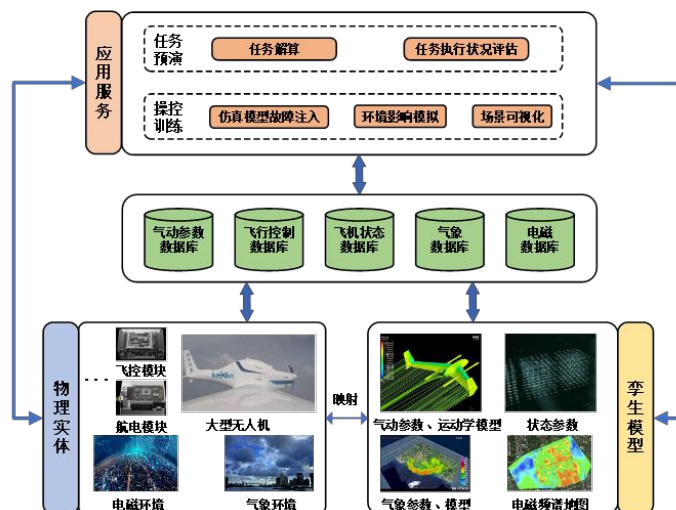 应用服务
任务
预演
任务解算
任务执行状况评估
操控
训练
仿真模型故障注入
环境影响模拟
场景可视化
气动参数
数据库
飞行控制
数据库
飞机状态
数据库
气象
数据库
电磁
数据库
物理实体
飞控模块
航电模块
大型无人机
电磁环境
气象环境
映射
气动参数、运动学模型
状态参数
气象参数、模型
电磁频谱地图
孪生模型